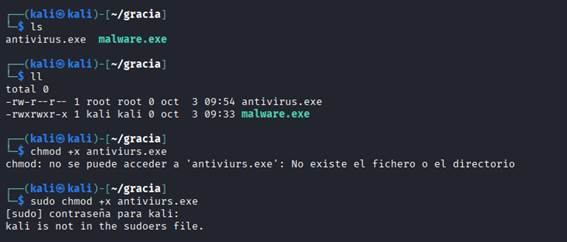 ┌──(kali㉿kali)-[~/gracia]
└─$ ls
antivirus.exe  malware.exe
┌──(kali㉿kali)-[~/gracia]
└─$ ll
total 0
-rw-r--r-- 1 root root 0 oct  3 09:54 antivirus.exe
-rwxrwxr-x 1 kali kali 0 oct  3 09:33 malware.exe
┌──(kali㉿kali)-[~/gracia]
└─$ chmod +x antiviurs.exe
chmod: no se puede acceder a 'antiviurs.exe': No existe el fichero o el directorio
┌──(kali㉿kali)-[~/gracia]
└─$ sudo chmod +x antiviurs.exe
[sudo] contraseña para kali:
kali is not in the sudoers file.